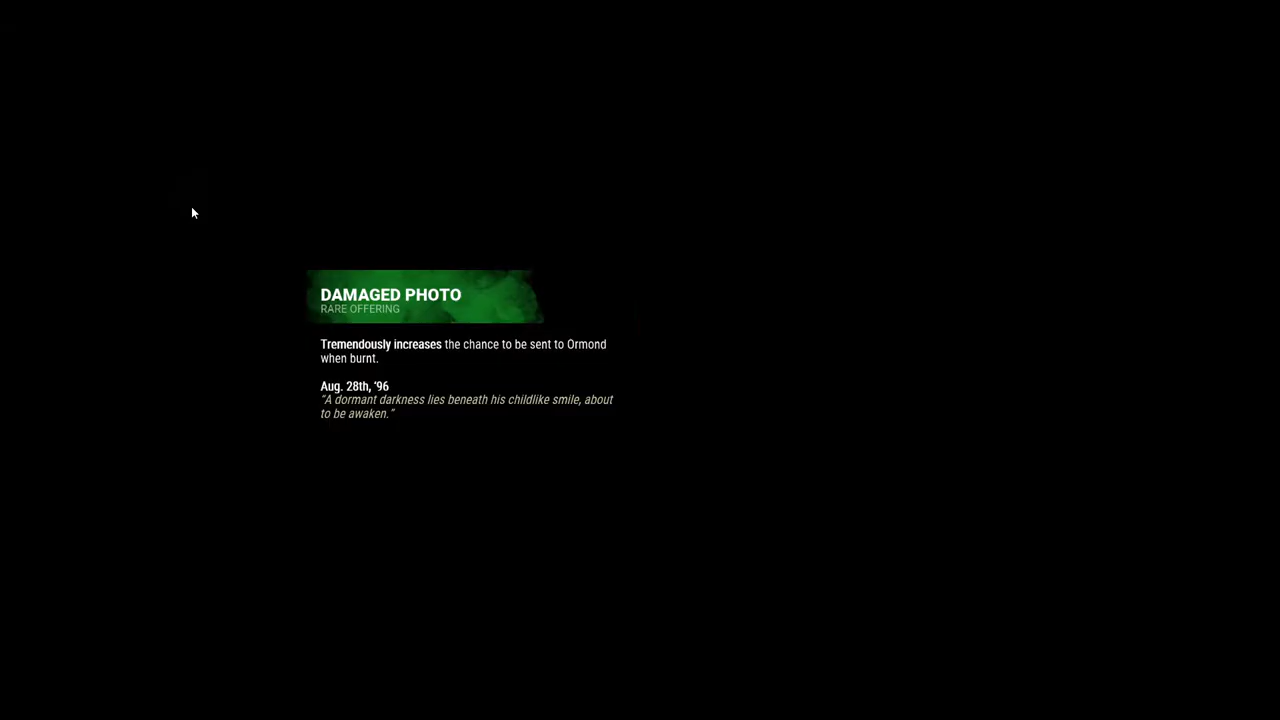 DAMAGED PHOTO
RARE OFFERING
Tremendously increases the chance to be sent to Ormond
when burnt.
Aug. 28th, '96
"A dormant darkness lies beneath his childlike smile, about
to be awaken."